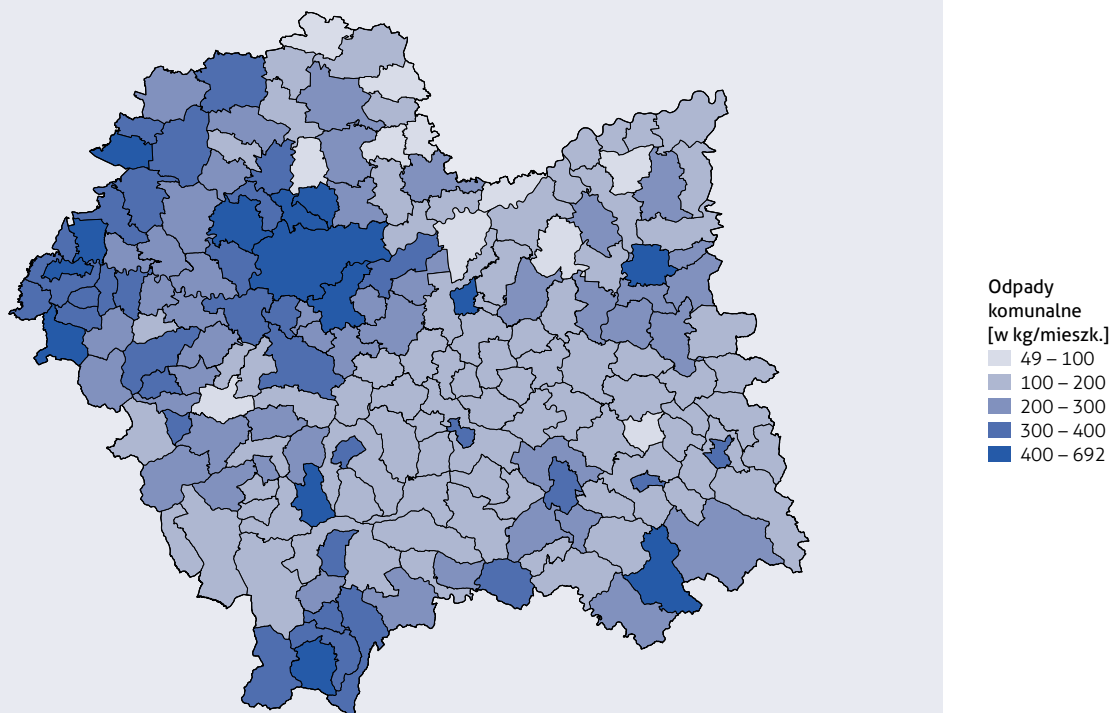 Odpady
komunalne
[w kg/mieszk.]
49 – 100
100 – 200
200 – 300
300 – 400
400 – 692